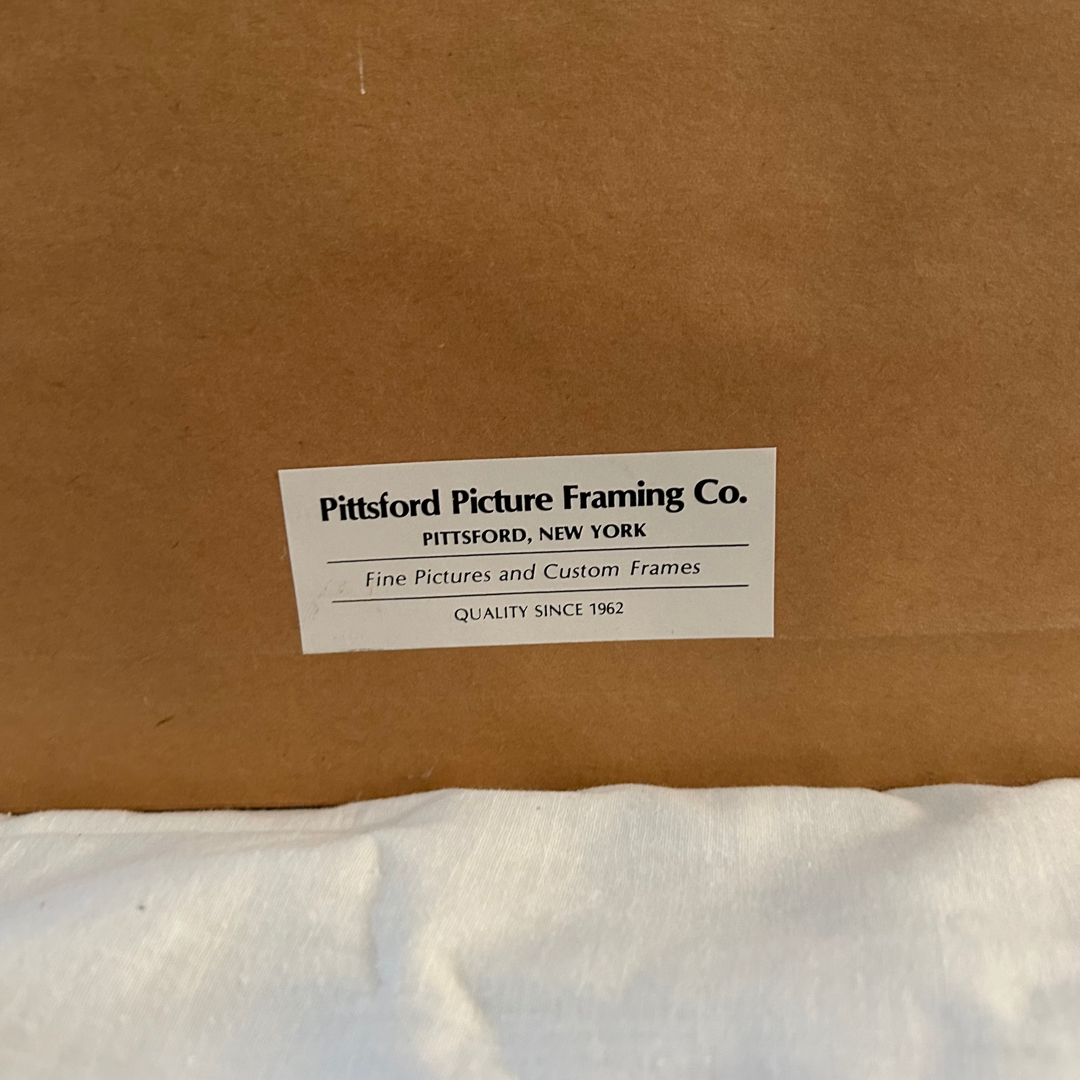 Pittsford Picture Framing Co.
PITTSFORD, NEW YORK
Fine Pictures and Custom Frames
QUALITY SINCE 1962